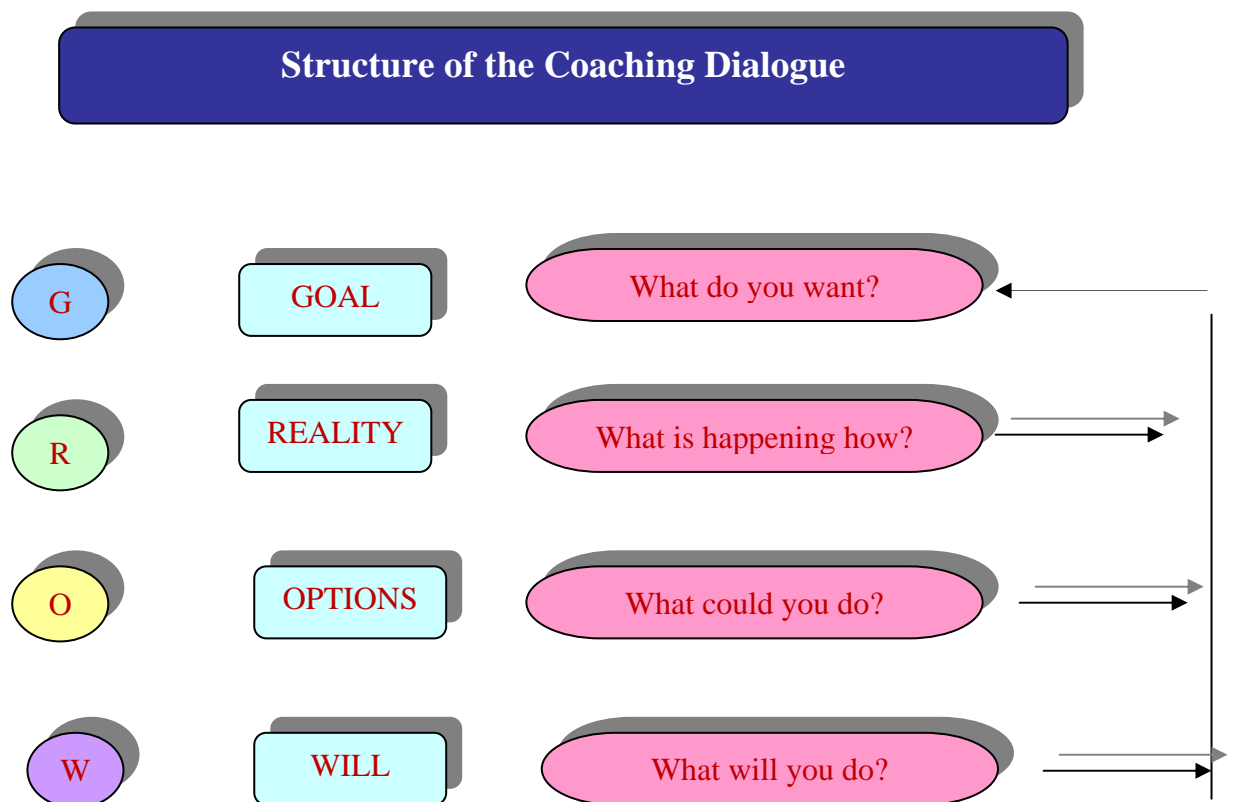 Structure of the Coaching Dialogue
G GOAL What do you want?
R REALITY What is happening how?
O OPTIONS What could you do?
W WILL What will you do?